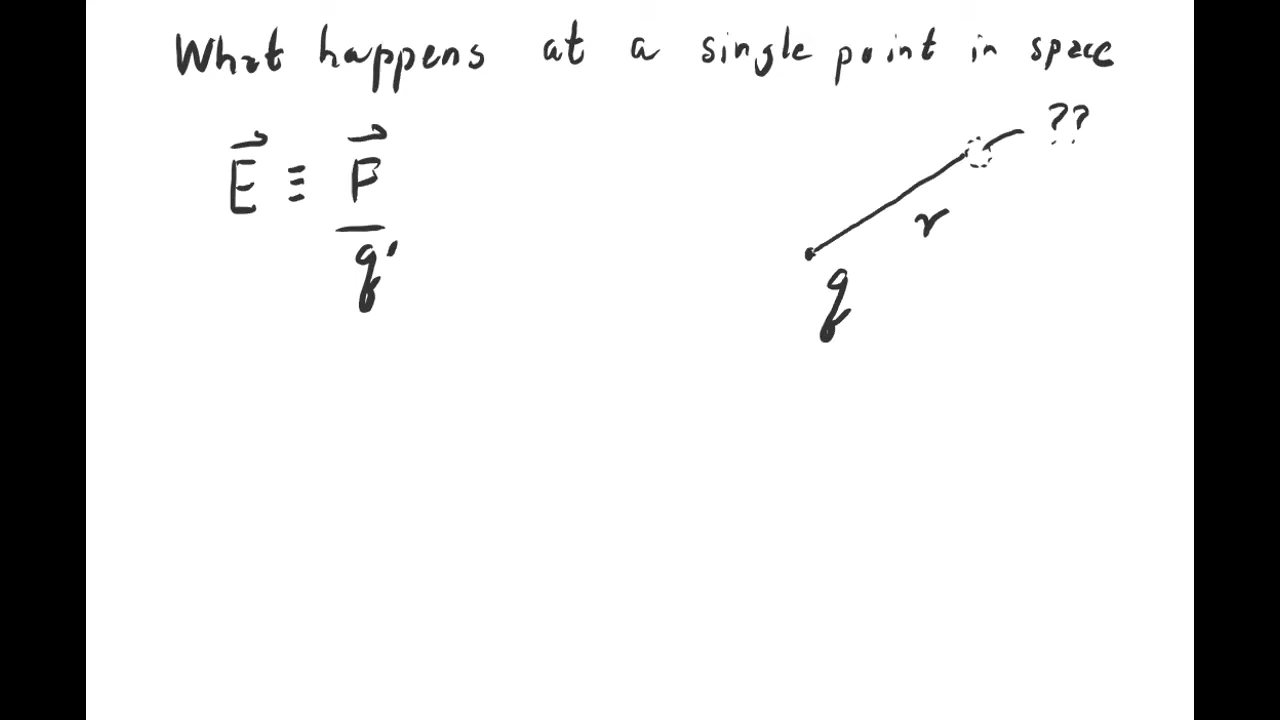 What happens at a single point in space
E⃗ ≡ F⃗ / q'
??
r
q